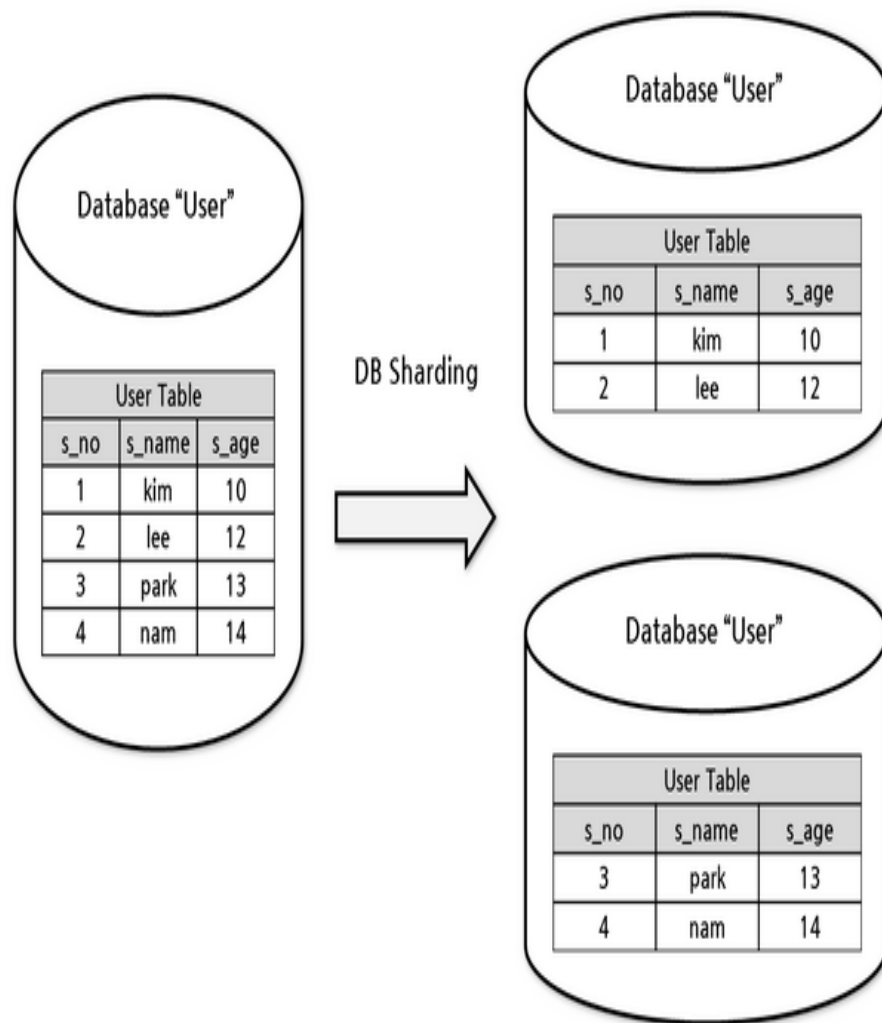 Database “User”
User Table
s_no s_name s_age
1 kim 10
2 lee 12
3 park 13
4 nam 14
DB Sharding
Database “User”
User Table
s_no s_name s_age
1 kim 10
2 lee 12
Database “User”
User Table
s_no s_name s_age
3 park 13
4 nam 14